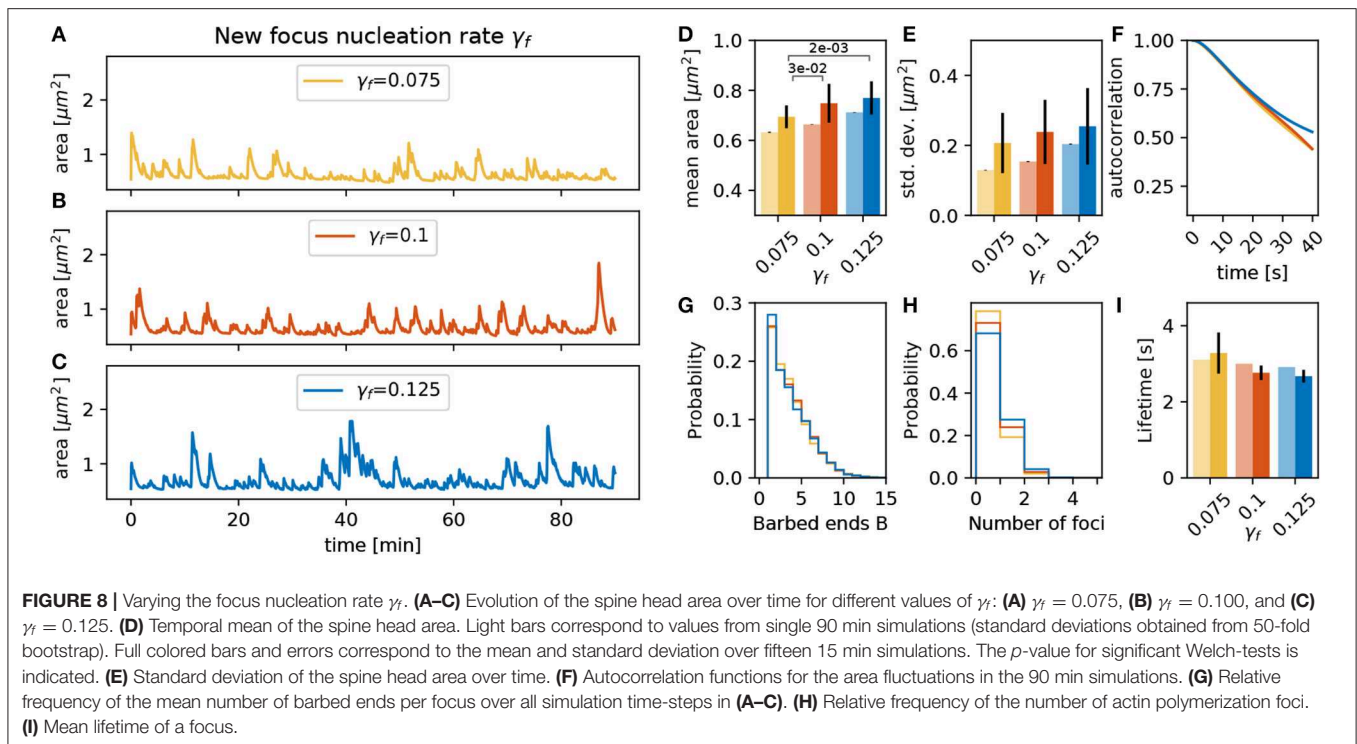 A
New focus nucleation rate γf
area [μm²]
2
1
γf=0.075
B
area [μm²]
2
1
γf=0.1
C
area [μm²]
2
1
γf=0.125
0 20 40 60 80
time [min]
D
mean area [μm²]
1.0
0.8
0.6
0.4
2e-03
3e-02
0.075 0.1 0.125
γf
E
std. dev. [μm²]
0.4
0.2
0.0
0.075 0.1 0.125
γf
F
autocorrelation
1.00
0.75
0.50
0.25
0 10 20 30 40
time [s]
G
Probability
0.3
0.2
0.1
0.0
0 5 10 15
Barbed ends B
H
Probability
0.6
0.4
0.2
0.0
0 2 4
Number of foci
I
Lifetime [s]
4
2
0
0.075 0.1 0.125
γf
FIGURE 8 | Varying the focus nucleation rate γf. (A–C) Evolution of the spine head area over time for different values of γf: (A) γf = 0.075, (B) γf = 0.100, and (C)
γf = 0.125. (D) Temporal mean of the spine head area. Light bars correspond to values from single 90 min simulations (standard deviations obtained from 50-fold
bootstrap). Full colored bars and errors correspond to the mean and standard deviation over fifteen 15 min simulations. The p-value for significant Welch-tests is
indicated. (E) Standard deviation of the spine head area over time. (F) Autocorrelation functions for the area fluctuations in the 90 min simulations. (G) Relative
frequency of the mean number of barbed ends per focus over all simulation time-steps in (A–C). (H) Relative frequency of the number of actin polymerization foci.
(I) Mean lifetime of a focus.